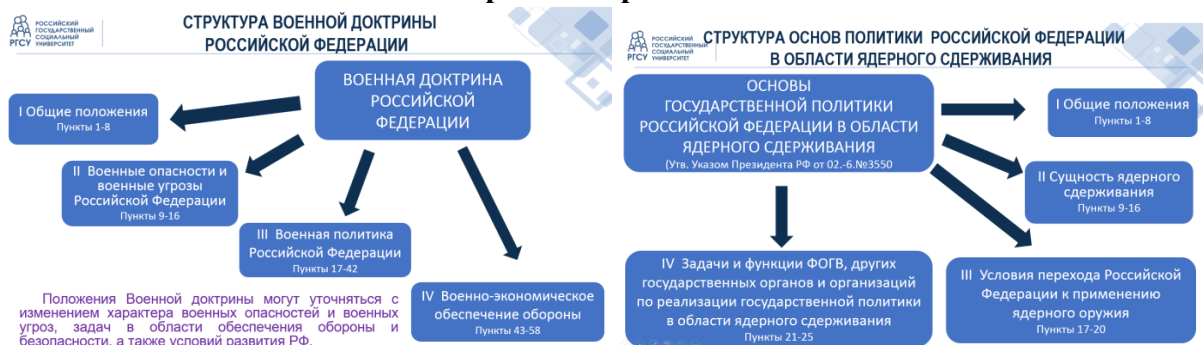 РОССИЙСКИЙ
ГОСУДАРСТВЕННЫЙ
СОЦИАЛЬНЫЙ
РГСУ УНИВЕРСИТЕТ
СТРУКТУРА ВОЕННОЙ ДОКТРИНЫ
РОССИЙСКОЙ ФЕДЕРАЦИИ
ВОЕННАЯ ДОКТРИНА
РОССИЙСКОЙ
ФЕДЕРАЦИИ
I Общие положения
Пункты 1-8
II Военные опасности и
военные угрозы
Российской Федерации
Пункты 9-16
III Военная политика
Российской Федерации
Пункты 17-42
IV Военно-экономическое
обеспечение обороны
Пункты 43-58
Положения Военной доктрины могут уточняться с
изменением характера военных опасностей и военных
угроз, задач в области обеспечения обороны и
безопасности, а также условий развития РФ.
РОССИЙСКИЙ
ГОСУДАРСТВЕННЫЙ
СОЦИАЛЬНЫЙ
РГСУ УНИВЕРСИТЕТ
СТРУКТУРА ОСНОВ ПОЛИТИКИ РОССИЙСКОЙ ФЕДЕРАЦИИ
В ОБЛАСТИ ЯДЕРНОГО СДЕРЖИВАНИЯ
ОСНОВЫ
ГОСУДАРСТВЕННОЙ ПОЛИТИКИ
РОССИЙСКОЙ ФЕДЕРАЦИИ В ОБЛАСТИ
ЯДЕРНОГО СДЕРЖИВАНИЯ
(Утв. Указом Президента РФ от 02.-6.№3550
I Общие положения
Пункты 1-8
II Сущность ядерного
сдерживания
Пункты 9-16
III Условия перехода Российской
Федерации к применению
ядерного оружия
Пункты 17-20
IV Задачи и функции ФОГВ, других
государственных органов и организаций
по реализации государственной политики
в области ядерного сдерживания
Пункты 21-25